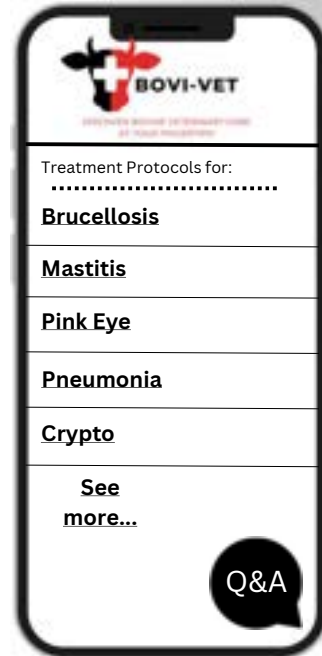 BOVI-VET
Treatment Protocols for:
Brucellosis
Mastitis
Pink Eye
Pneumonia
Crypto
See
more...
Q&A